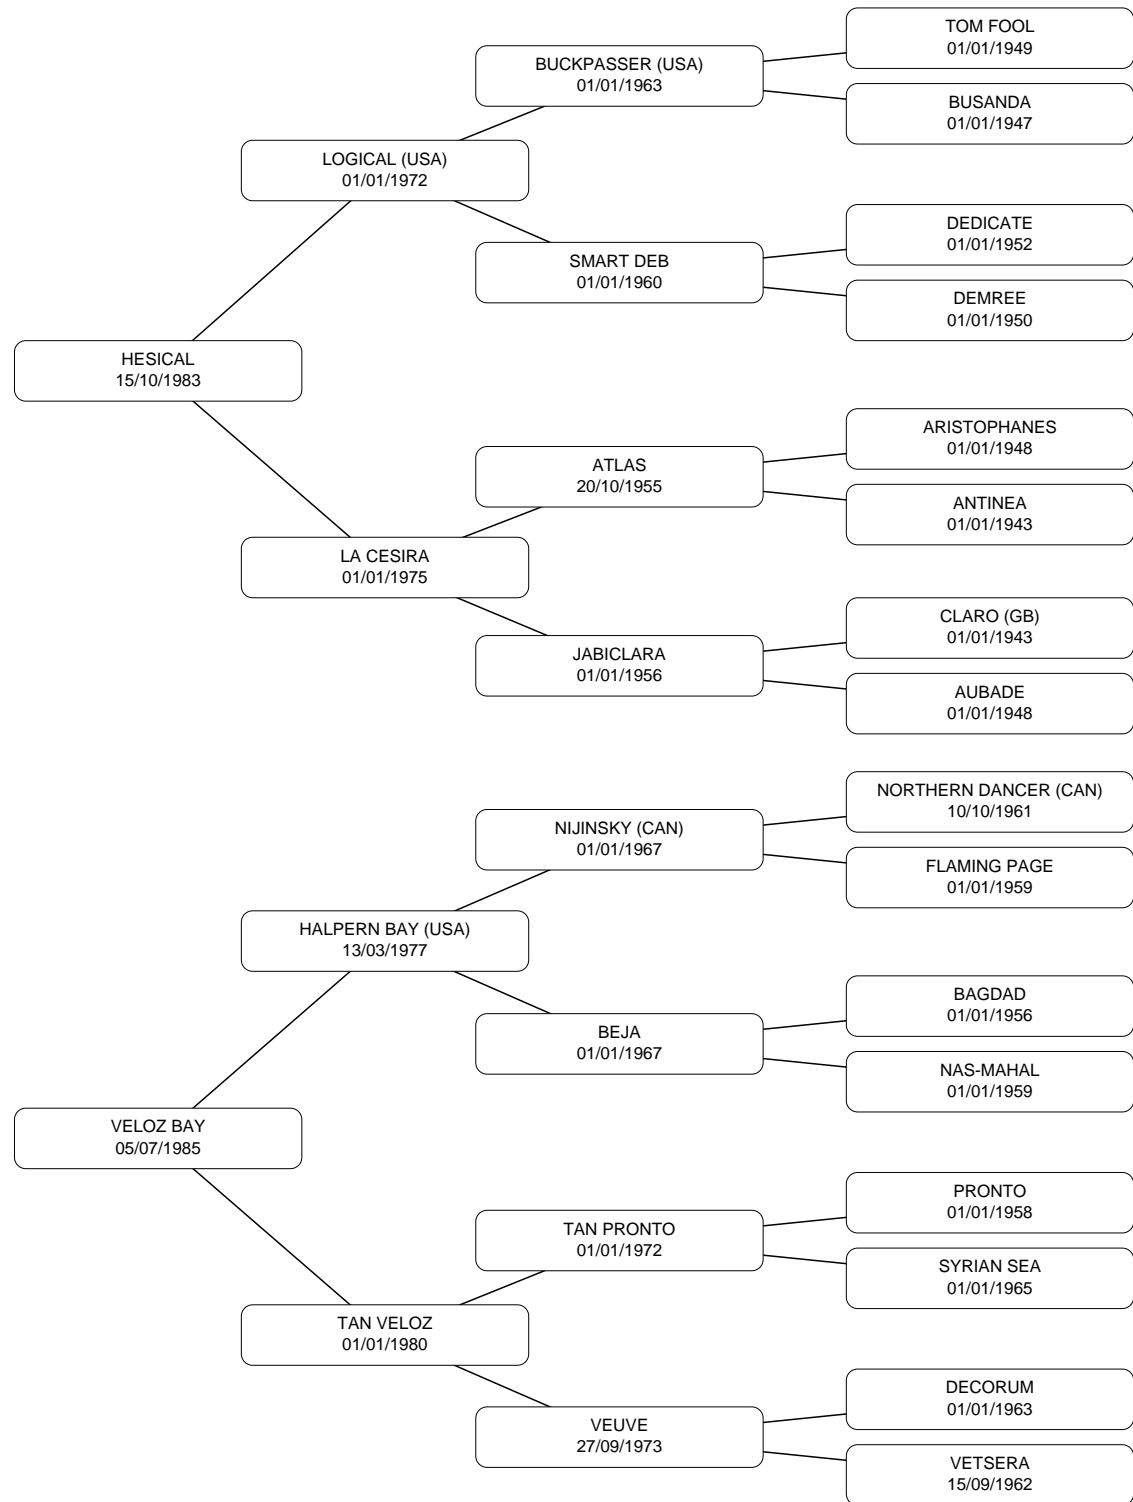 TOM FOOL
01/01/1949
BUCKPASSER (USA)
01/01/1963
BUSANDA
01/01/1947
LOGICAL (USA)
01/01/1972
DEDICATE
01/01/1952
SMART DEB
01/01/1960
DEMREE
01/01/1950
HESICAL
15/10/1983
ARISTOPHANES
01/01/1948
ATLAS
20/10/1955
ANTINEA
01/01/1943
LA CESIRA
01/01/1975
CLARO (GB)
01/01/1943
JABICLARA
01/01/1956
AUBADE
01/01/1948
NORTHERN DANCER (CAN)
10/10/1961
NIJINSKY (CAN)
01/01/1967
FLAMING PAGE
01/01/1959
HALPERN BAY (USA)
13/03/1977
BAGDAD
01/01/1956
BEJA
01/01/1967
NAS-MAHAL
01/01/1959
VELOZ BAY
05/07/1985
PRONTO
01/01/1958
TAN PRONTO
01/01/1972
SYRIAN SEA
01/01/1965
TAN VELOZ
01/01/1980
DECORUM
01/01/1963
VEUVE
27/09/1973
VETSERA
15/09/1962